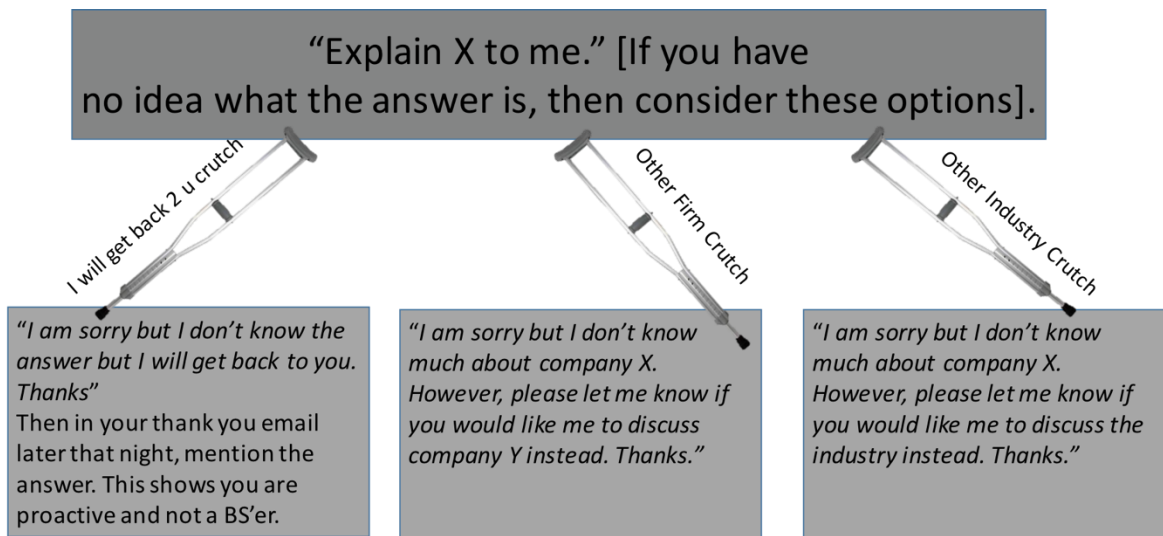 “Explain X to me.” [If you have
no idea what the answer is, then consider these options].
I will get back 2 u crutch
Other Firm Crutch
Other Industry Crutch
“I am sorry but I don’t know the
answer but I will get back to you.
Thanks”
Then in your thank you email
later that night, mention the
answer. This shows you are
proactive and not a BS’er.
“I am sorry but I don’t know
much about company X.
However, please let me know if
you would like me to discuss
company Y instead. Thanks.”
“I am sorry but I don’t know
much about company X.
However, please let me know if
you would like me to discuss the
industry instead. Thanks.”